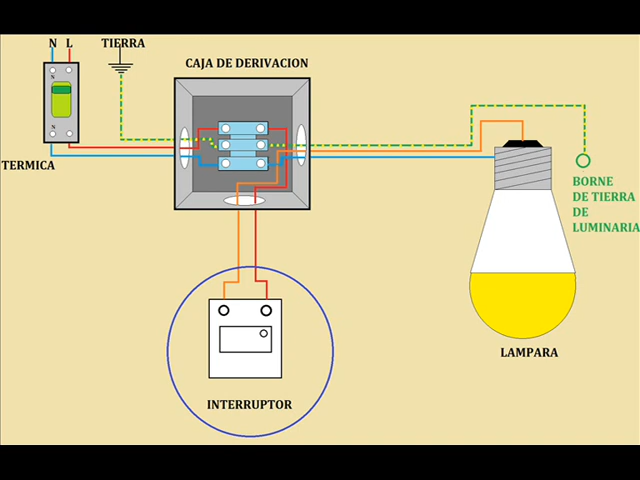 N L TIERRA
CAJA DE DERIVACION
N
N
TERMICA
BORNE
DE TIERRA
DE
LUMINARIA
LAMPARA
INTERRUPTOR